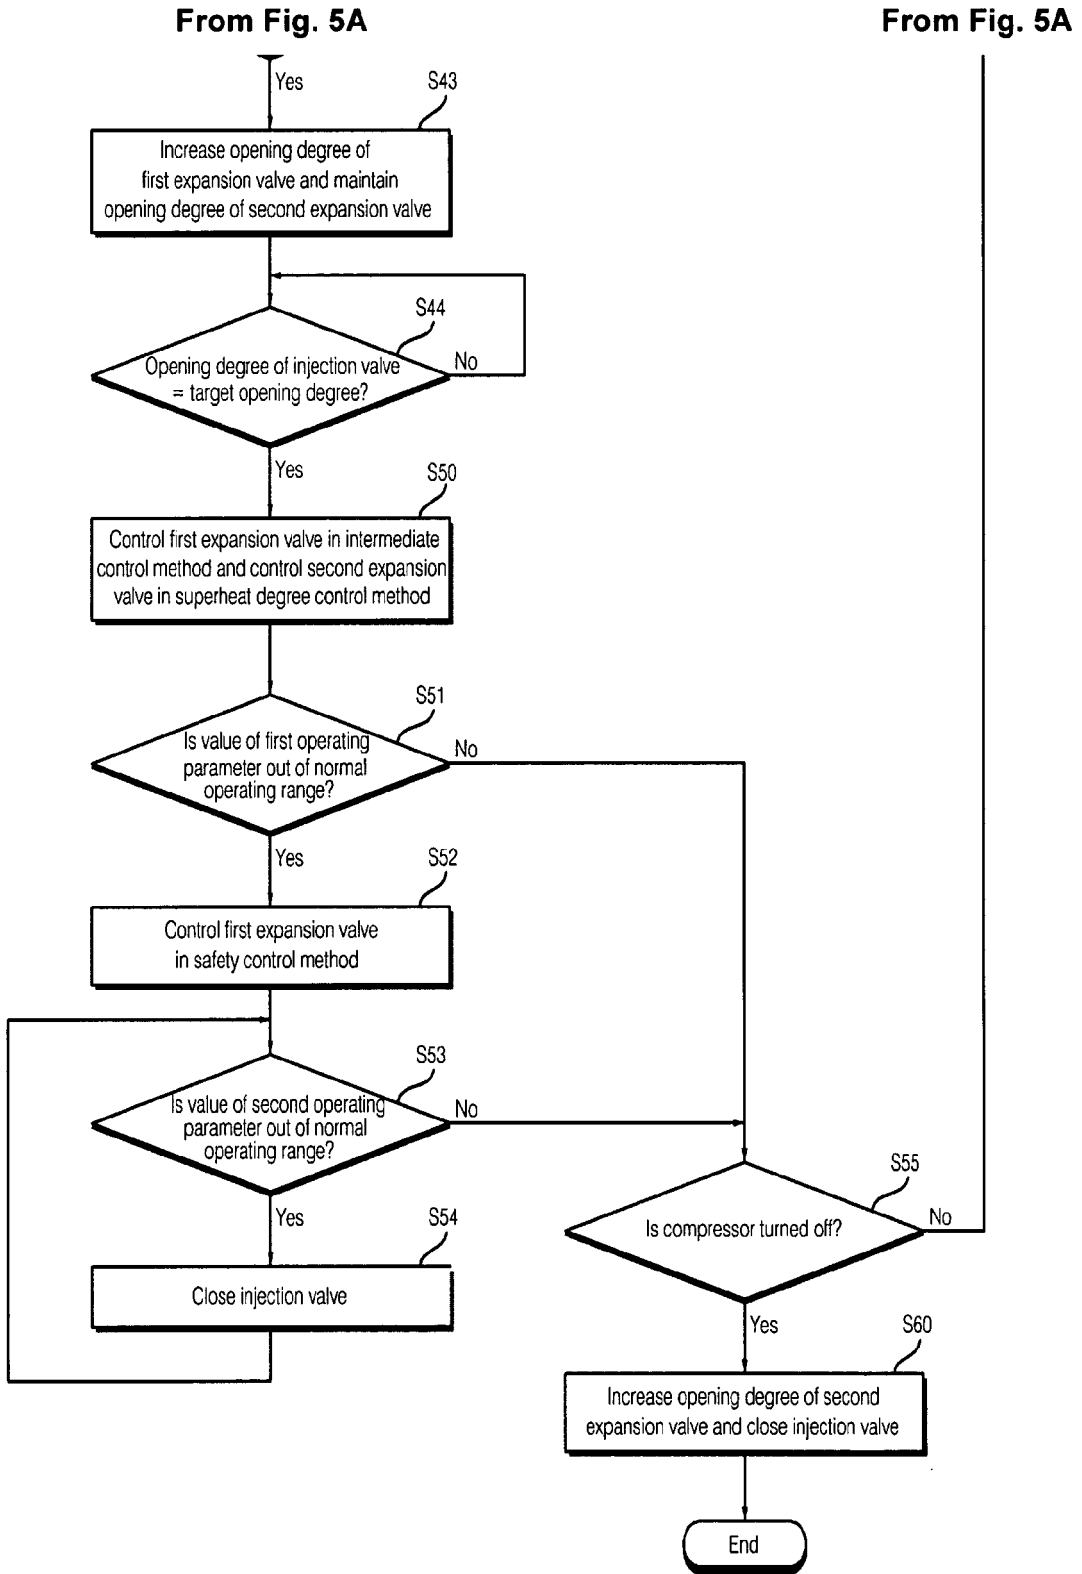 From Fig. 5A
From Fig. 5A
Yes
S43
Increase opening degree of
first expansion valve and maintain
opening degree of second expansion valve
S44
Opening degree of injection valve
= target opening degree?
No
Yes
S50
Control first expansion valve in intermediate
control method and control second expansion
valve in superheat degree control method
S51
Is value of first operating
parameter out of normal
operating range?
No
Yes
S52
Control first expansion valve
in safety control method
S53
Is value of second operating
parameter out of normal
operating range?
No
Yes
S54
Close injection valve
S55
Is compressor turned off?
No
Yes
S60
Increase opening degree of second
expansion valve and close injection valve
End